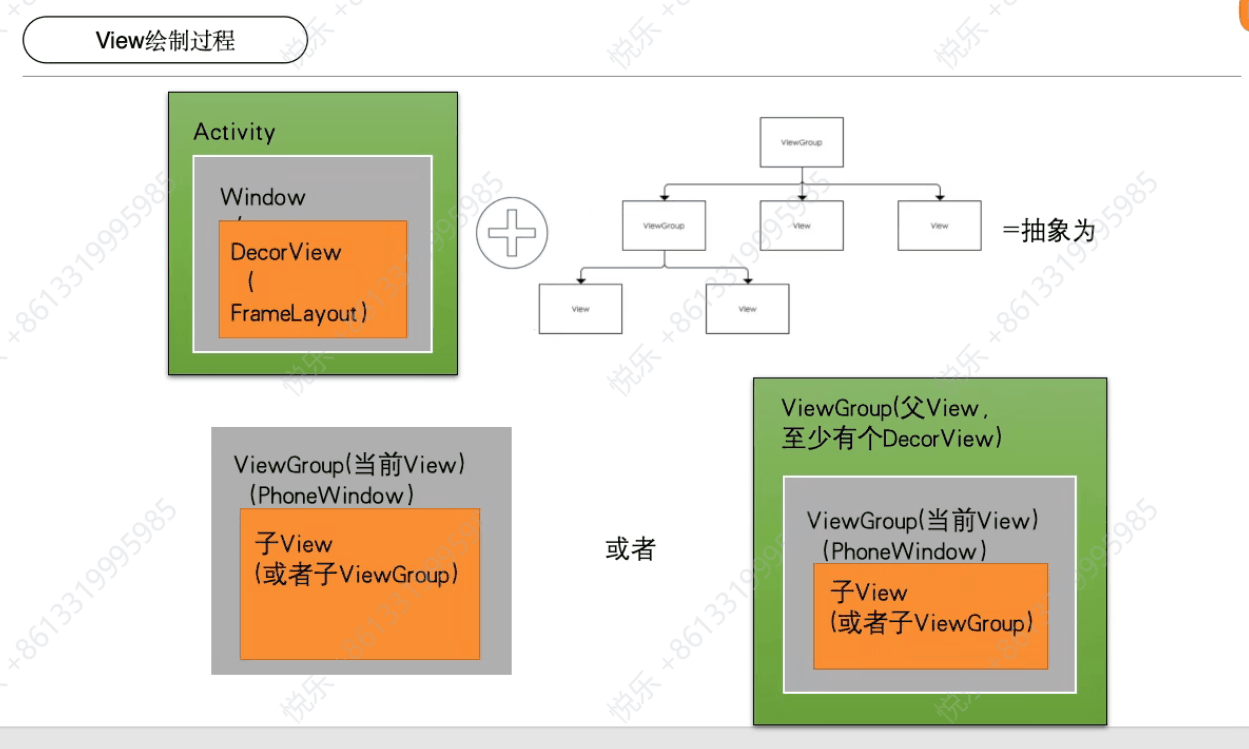 View绘制过程
Activity
Window
(
DecorView
(
FrameLayout)
ViewGroup
ViewGroup
View
View
View
View
=抽象为
ViewGroup(当前View)
(PhoneWindow)
子View
(或者子ViewGroup)
或者
ViewGroup(父View,
至少有个DecorView)
ViewGroup(当前View)
(PhoneWindow)
子View
(或者子ViewGroup)
悦乐 +8613319995985